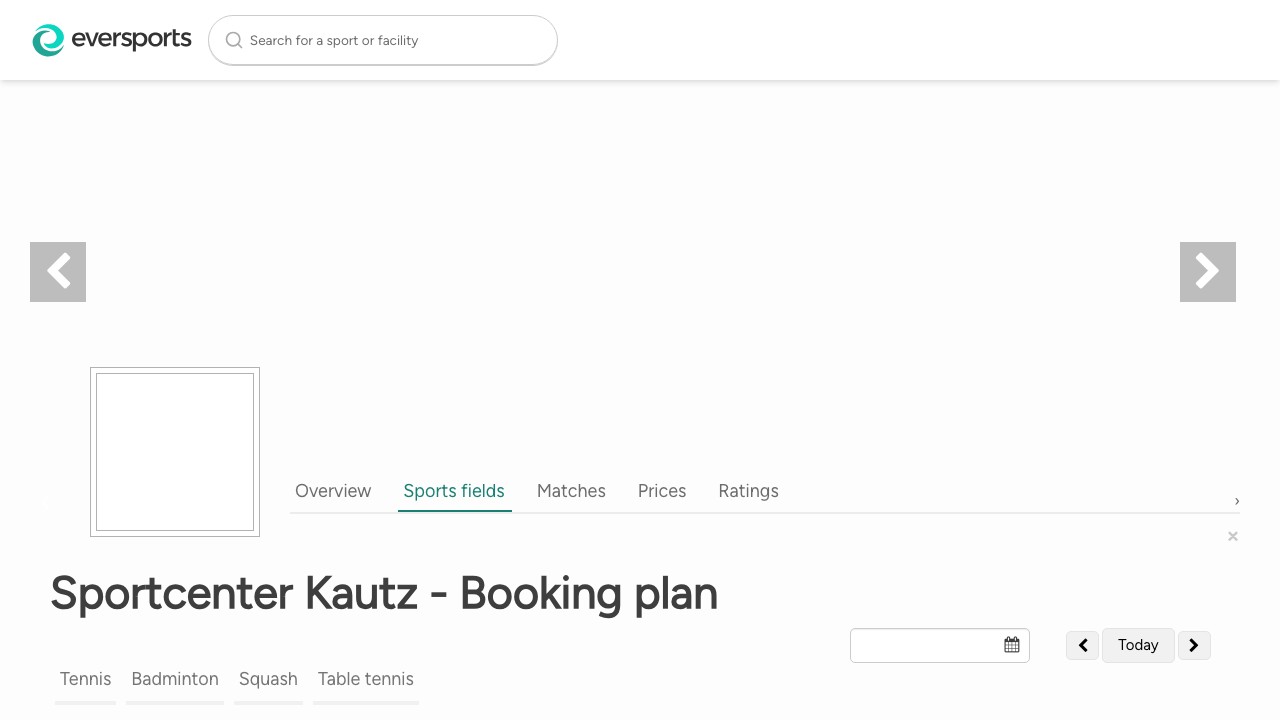 eversports
Search for a sport or facility
Overview
Sports fields
Matches
Prices
Ratings
›
×
Sportcenter Kautz - Booking plan
Today
Tennis
Badminton
Squash
Table tennis